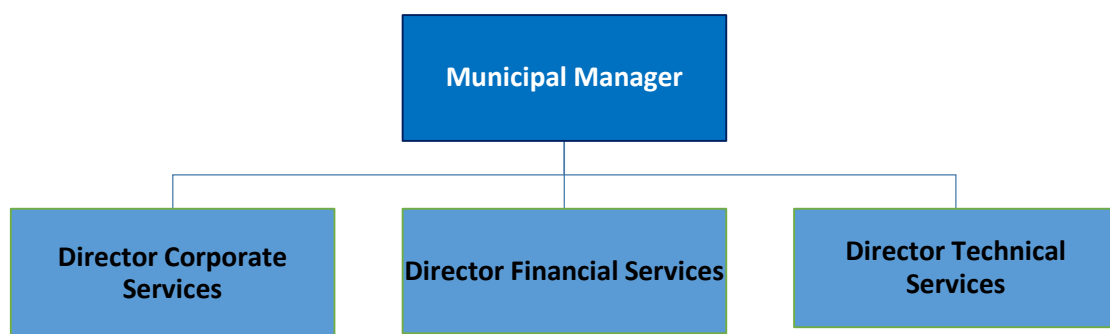 Municipal Manager
Director Corporate
Services
Director Financial Services
Director Technical
Services